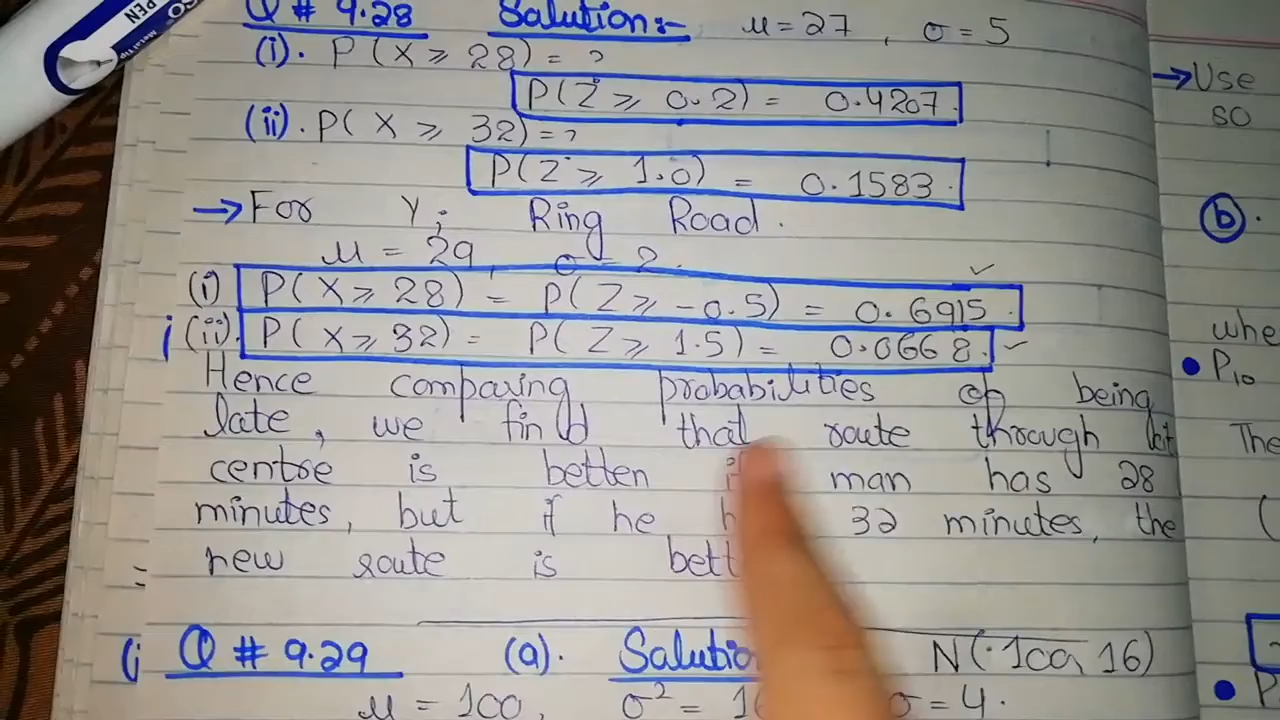 PEN
Q # 9.28 Salution:- μ = 27 , σ = 5
(i). P(X ⩾ 28) = ?
P(Z ⩾ 0.2) = 0.4207.
(ii). P( X ⩾ 32) = ?
P(Z ⩾ 1.0) = 0.1583.
→ For Y; Ring Road.
μ = 29, σ = 2.
(i) P(X ⩾ 28) = P(Z ⩾ -0.5) = 0.6915. ✓
(ii). P(X ⩾ 32) = P(Z ⩾ 1.5) = 0.0668. ✓
Hence comparing probabilities of being
late, we find that route through
centre is better man has 28
minutes, but if he 32 minutes, the
new route is
(i Q # 9.29 (a). N(100, 16)
μ = 100, σ² = σ = 4.
→ Use
so
(b).
whe
• P₁₀
The
(
• P